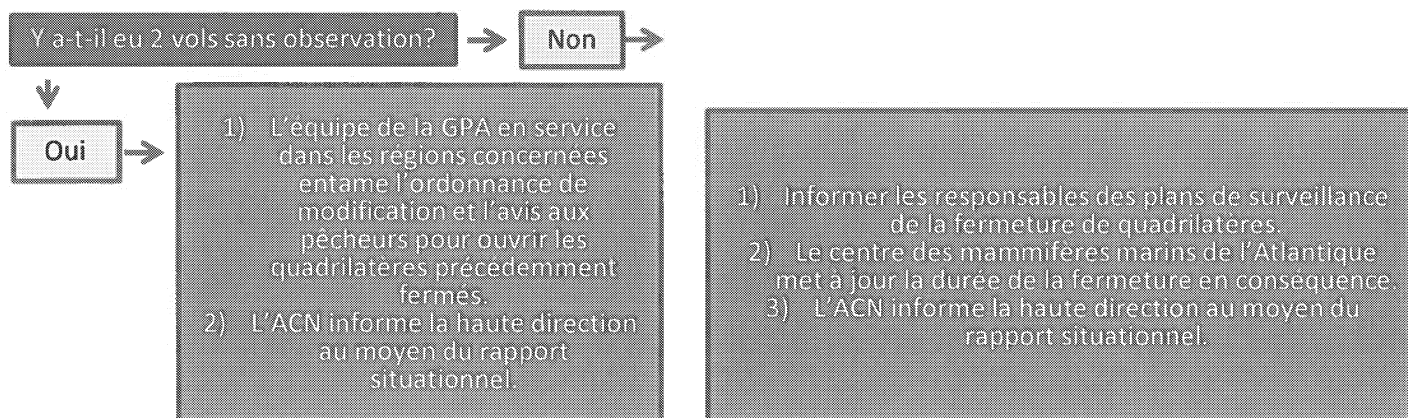 Y a-t-il eu 2 vols sans observation?
Non
Oui
1) L'équipe de la GPA en service
dans les régions concernées
entame l'ordonnance de
modification et l'avis aux
pêcheurs pour ouvrir les
quadrilatères précédemment
fermés.
2) L'ACN informe la haute direction
au moyen du rapport
situationnel.
1) Informer les responsables des plans de surveillance
de la fermeture de quadrilatères.
2) Le centre des mammifères marins de l'Atlantique
met à jour la durée de la fermeture en conséquence.
3) L'ACN informe la haute direction au moyen du
rapport situationnel.